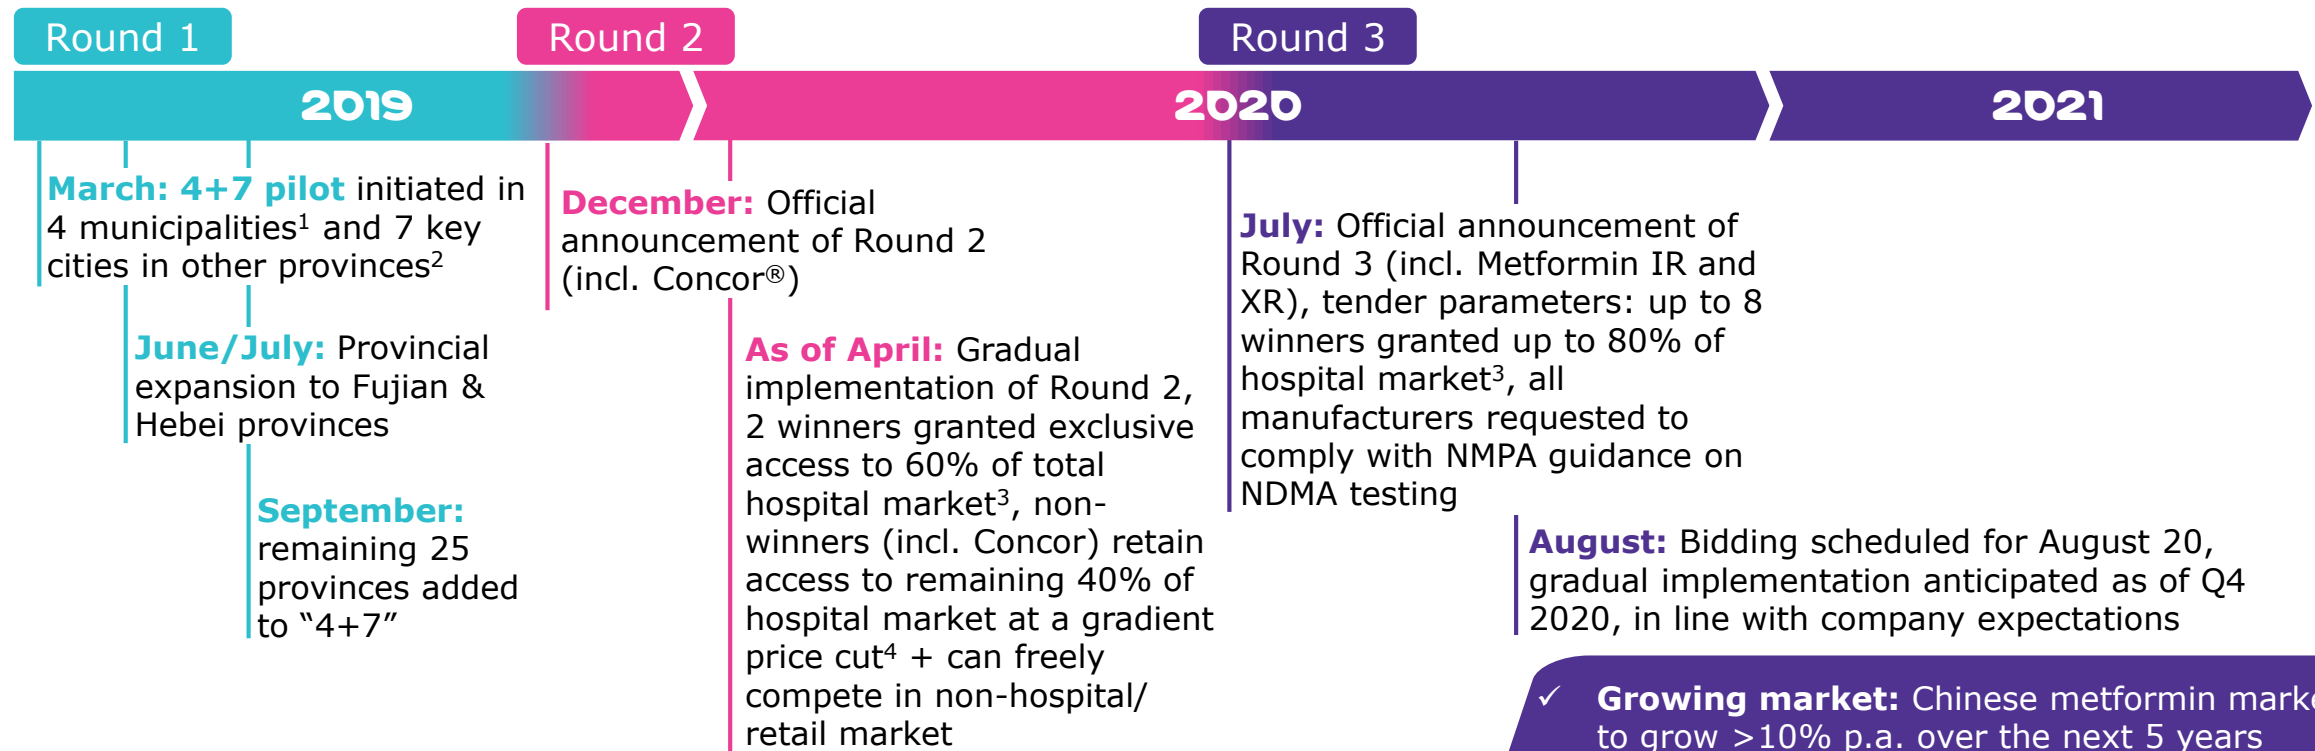 Round 1
Round 2
Round 3
2019
2020
2021
March: 4+7 pilot initiated in
4 municipalities¹ and 7 key
cities in other provinces²
June/July: Provincial
expansion to Fujian &
Hebei provinces
September:
remaining 25
provinces added
to “4+7”
December: Official
announcement of Round 2
(incl. Concor®)
As of April: Gradual
implementation of Round 2,
2 winners granted exclusive
access to 60% of total
hospital market³, non-
winners (incl. Concor) retain
access to remaining 40% of
hospital market at a gradient
price cut⁴ + can freely
compete in non-hospital/
retail market
July: Official announcement of
Round 3 (incl. Metformin IR and
XR), tender parameters: up to 8
winners granted up to 80% of
hospital market³, all
manufacturers requested to
comply with NMPA guidance on
NDMA testing
August: Bidding scheduled for August 20,
gradual implementation anticipated as of Q4
2020, in line with company expectations
✓ Growing market: Chinese metformin
to grow >10% p.a. over the next 5 years